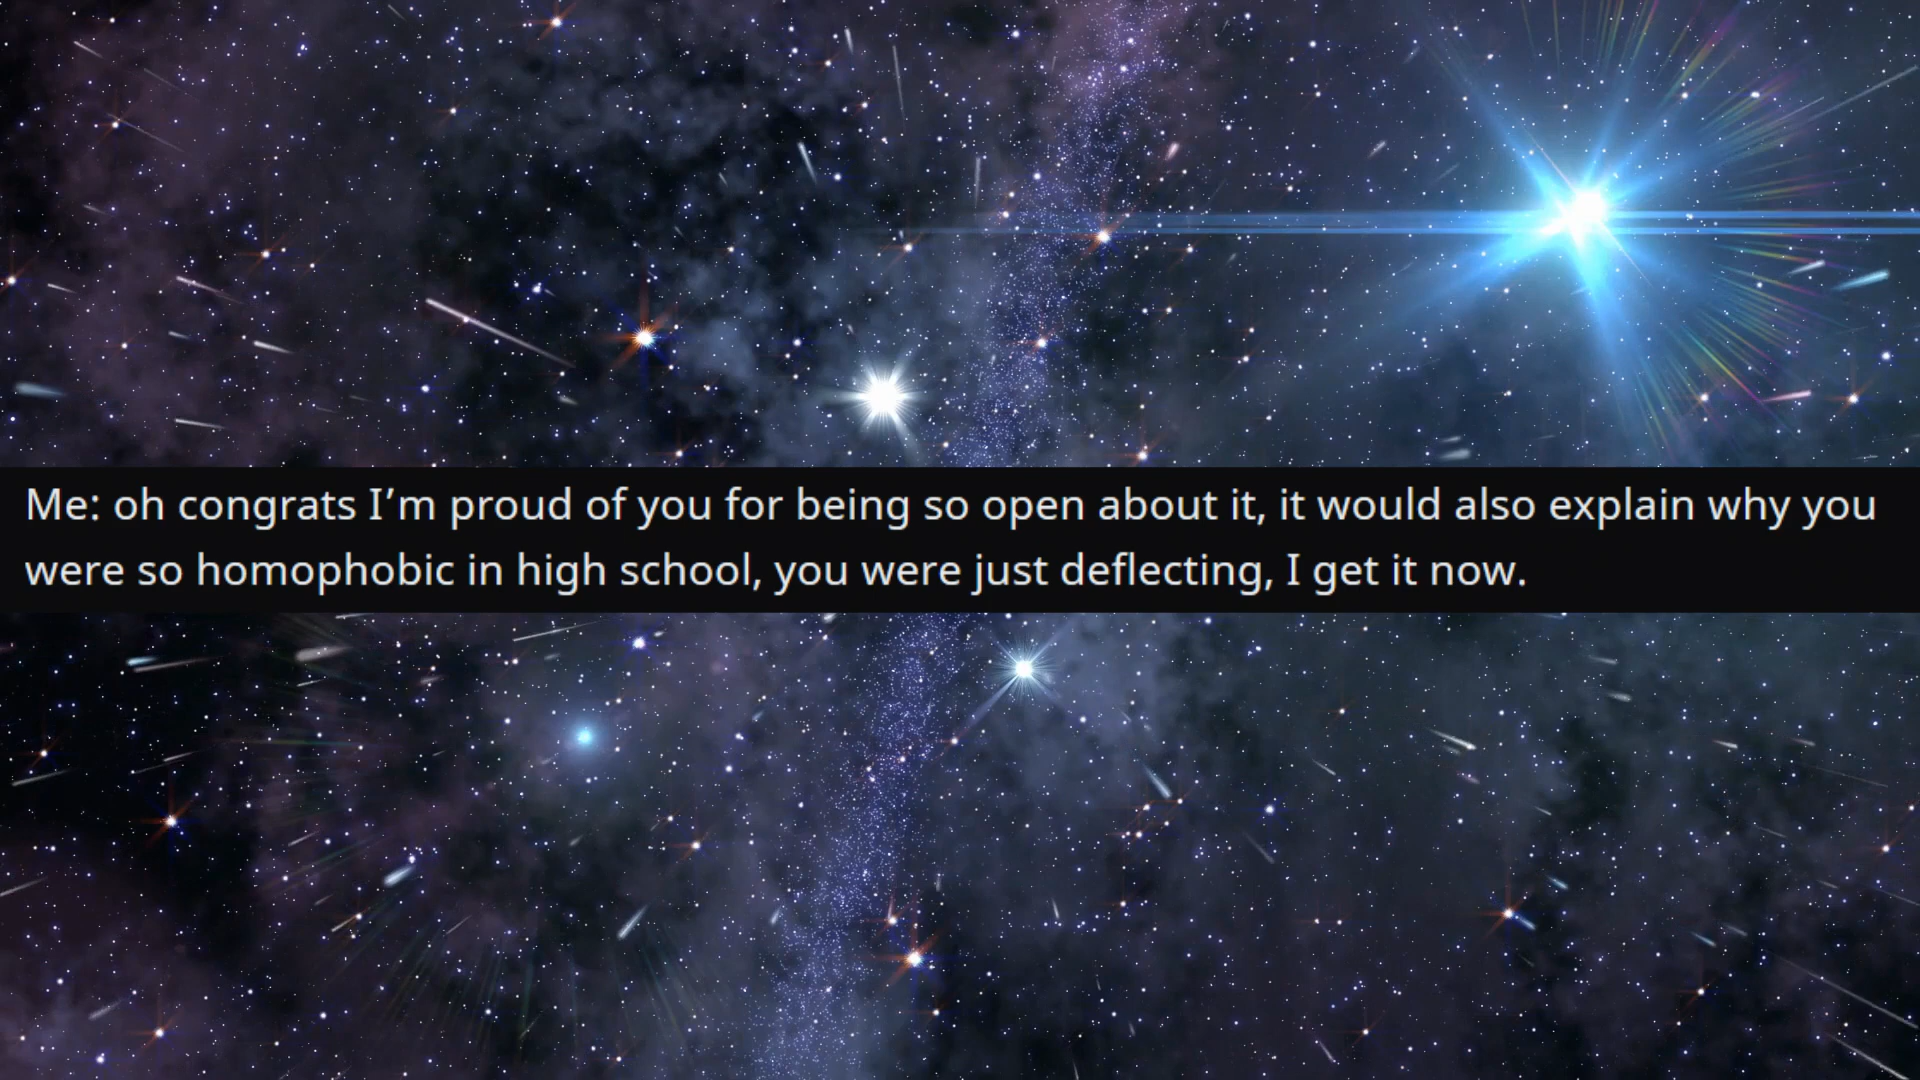 Me: oh congrats I’m proud of you for being so open about it, it would also explain why you
were so homophobic in high school, you were just deflecting, I get it now.